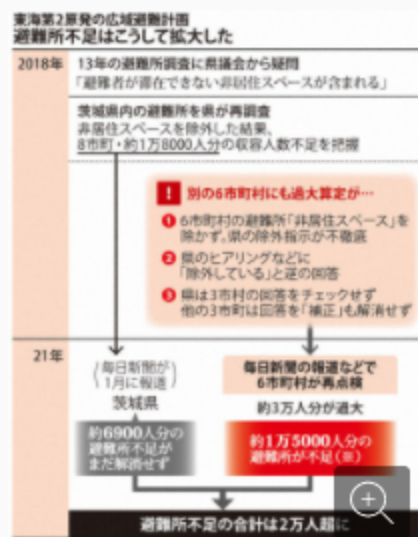 東海第2原発の広域避難計画
避難所不足はこうして拡大した
2018年
13年の避難所調査に県議会から疑問
「避難者が滞在できない非居住スペースが含まれる」
茨城県内の避難所を県が再調査
非居住スペースを除外した結果、
8市町・約1万8000人分の収容人数不足を把握
! 別の6市町村にも過大算定が…
1 6市町村の避難所「非居住スペース」を
除かず。県の除外指示が不徹底
2 県のヒアリングなどに
「除外している」と逆の回答
3 県は3市村の回答をチェックせず
他の3市町は回答を「補正」も解消せず
21年
(毎日新聞が
1月に報道)
茨城県
約6900人分の
避難所不足が
まだ解消せず
毎日新聞の報道などで
6市町村が再点検
約3万人分が過大
約1万5000人分の
避難所が不足(※)
避難所不足の合計は2万人超に